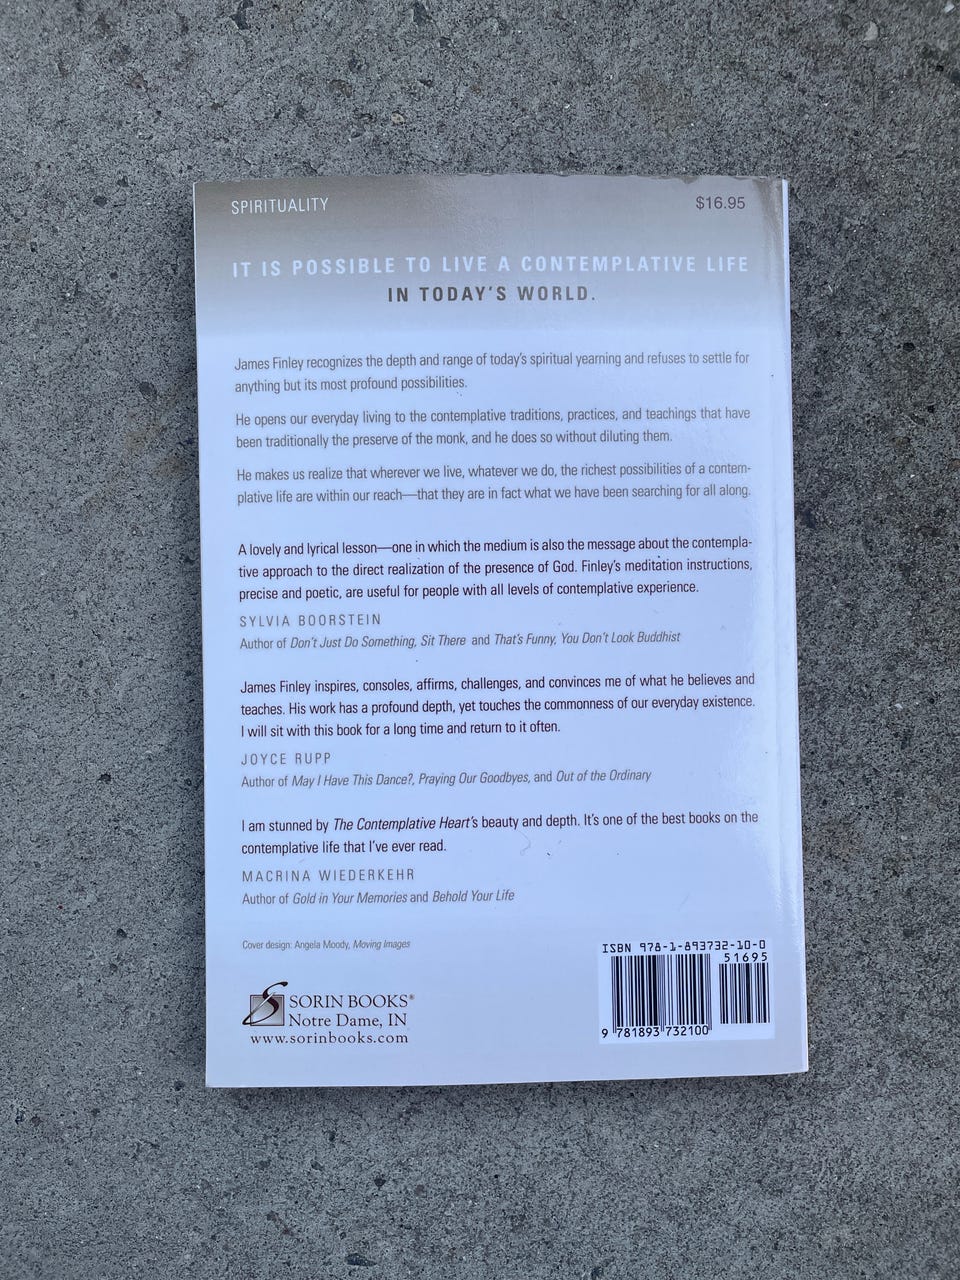 SPIRITUALITY
$16.95
IT IS POSSIBLE TO LIVE A CONTEMPLATIVE LIFE
IN TODAY'S WORLD.
James Finley recognizes the depth and range of today's spiritual yearning and refuses to settle for
anything but its most profound possibilities.
He opens our everyday living to the contemplative traditions, practices, and teachings that have
been traditionally the preserve of the monk, and he does so without diluting them.
He makes us realize that wherever we live, whatever we do, the richest possibilities of a contem-
plative life are within our reach—that they are in fact what we have been searching for all along.
A lovely and lyrical lesson—one in which the medium is also the message about the contempla-
tive approach to the direct realization of the presence of God. Finley's meditation instructions,
precise and poetic, are useful for people with all levels of contemplative experience.
SYLVIA BOORSTEIN
Author of Don't Just Do Something, Sit There and That's Funny, You Don't Look Buddhist
James Finley inspires, consoles, affirms, challenges, and convinces me of what he believes and
teaches. His work has a profound depth, yet touches the commonness of our everyday existence.
I will sit with this book for a long time and return to it often.
JOYCE RUPP
Author of May I Have This Dance?, Praying Our Goodbyes, and Out of the Ordinary
I am stunned by The Contemplative Heart's beauty and depth. It's one of the best books on the
contemplative life that I've ever read.
MACRINA WIEDERKEHR
Author of Gold in Your Memories and Behold Your Life
Cover design: Angela Moody, Moving Images
SORIN BOOKS®
Notre Dame, IN
www.sorinbooks.com
ISBN 978-1-893732-10-0
51695
9 781893 732100